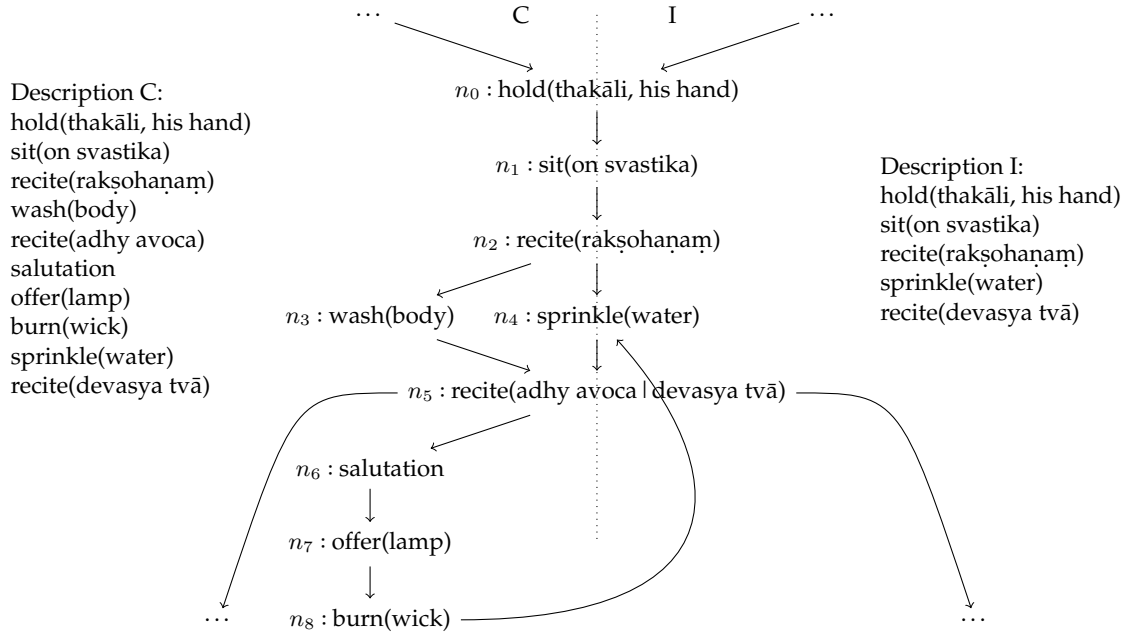 ⋯ C I ⋯
n₀ : hold(thakāli, his hand)
Description C:
hold(thakāli, his hand)
sit(on svastika)
recite(rakṣohaṇaṃ)
wash(body)
recite(adhy avoca)
salutation
offer(lamp)
burn(wick)
sprinkle(water)
recite(devasya tvā)
n₁ : sit(on svastika)
n₂ : recite(rakṣohaṇaṃ)
n₃ : wash(body) n₄ : sprinkle(water)
n₅ : recite(adhy avoca | devasya tvā)
n₆ : salutation
n₇ : offer(lamp)
⋯ n₈ : burn(wick) ⋯
Description I:
hold(thakāli, his hand)
sit(on svastika)
recite(rakṣohaṇaṃ)
sprinkle(water)
recite(devasya tvā)